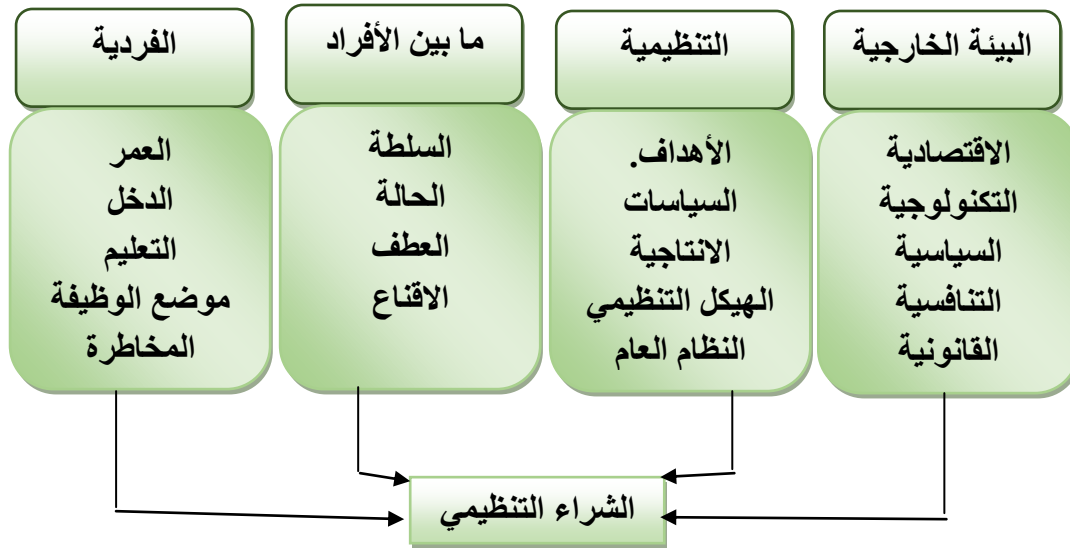 البيئة الخارجية
الاقتصادية
التكنولوجية
السياسية
التنافسية
القانونية
التنظيمية
الأهداف.
السياسات
الانتاجية
الهيكل التنظيمي
النظام العام
ما بين الأفراد
السلطة
الحالة
العطف
الاقناع
الفردية
العمر
الدخل
التعليم
موضع الوظيفة
المخاطرة
الشراء التنظيمي